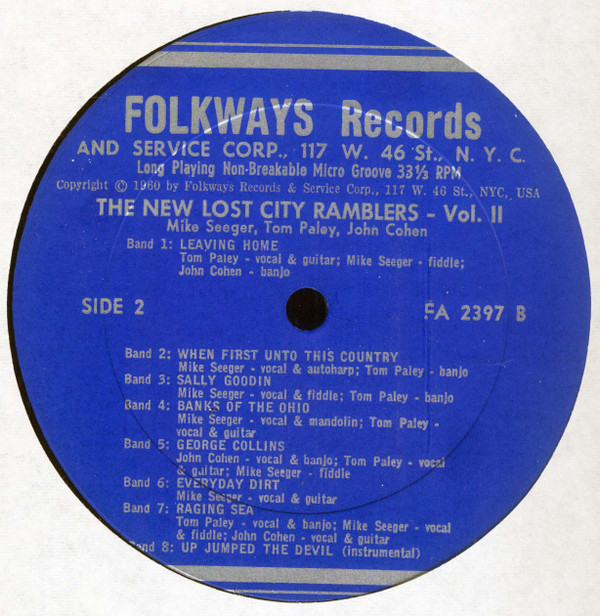 FOLKWAYS Records
AND SERVICE CORP., 117 W. 46 St., N. Y. C.
Long Playing Non-Breakable Micro Groove 33⅓ RPM
Copyright © 1960 by Folkways Records & Service Corp., 117 W. 46 St., NYC, USA
THE NEW LOST CITY RAMBLERS - Vol. II
Mike Seeger, Tom Paley, John Cohen
Band 1: LEAVING HOME
Tom Paley - vocal & guitar; Mike Seeger - fiddle;
John Cohen - banjo
SIDE 2
FA 2397 B
Band 2: WHEN FIRST UNTO THIS COUNTRY
Mike Seeger - vocal & autoharp; Tom Paley - banjo
Band 3: SALLY GOODIN
Mike Seeger - vocal & fiddle; Tom Paley - banjo
Band 4: BANKS OF THE OHIO
Mike Seeger - vocal & mandolin; Tom Paley -
vocal & guitar
Band 5: GEORGE COLLINS
John Cohen - vocal & banjo; Tom Paley - vocal
& guitar; Mike Seeger - fiddle
Band 6: EVERYDAY DIRT
Mike Seeger - vocal & guitar
Band 7: RAGING SEA
Tom Paley - vocal & banjo; Mike Seeger - vocal
& fiddle; John Cohen - vocal & guitar
Band 8: UP JUMPED THE DEVIL (instrumental)